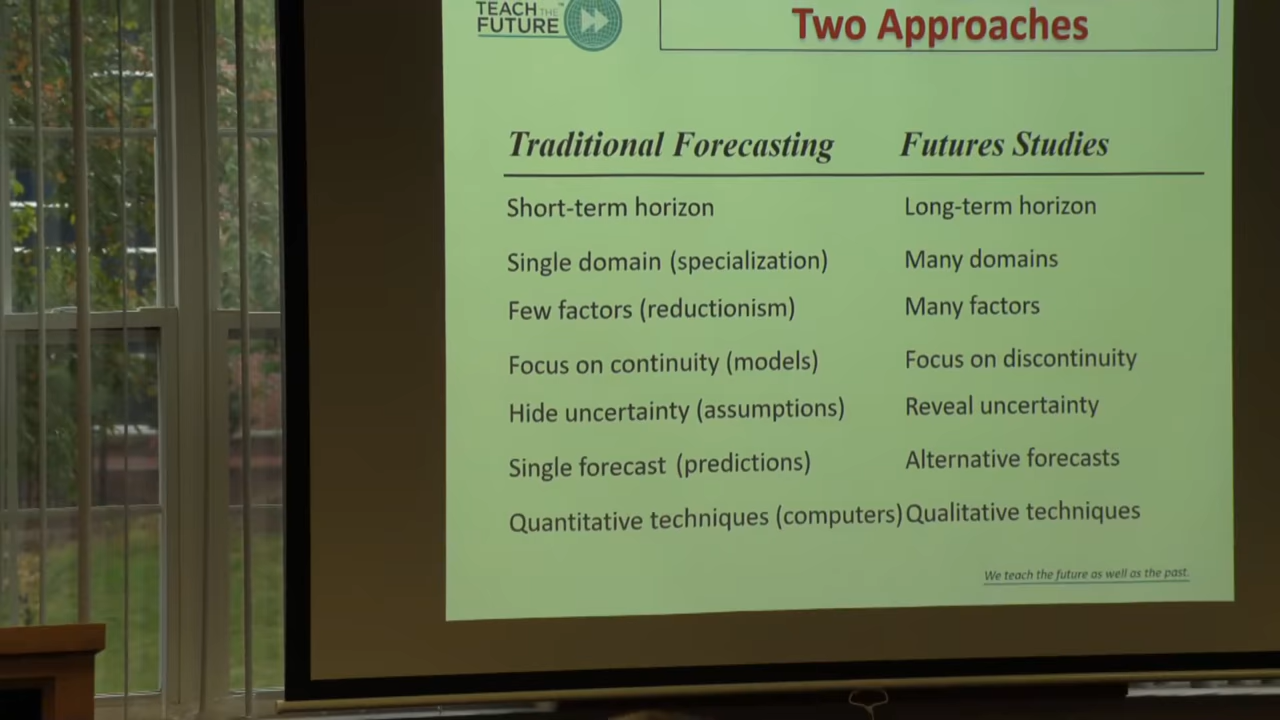 TEACH THE
FUTURE
Two Approaches
Traditional Forecasting Futures Studies
Short-term horizon Long-term horizon
Single domain (specialization) Many domains
Few factors (reductionism) Many factors
Focus on continuity (models) Focus on discontinuity
Hide uncertainty (assumptions) Reveal uncertainty
Single forecast (predictions) Alternative forecasts
Quantitative techniques (computers) Qualitative techniques
We teach the future as well as the past.